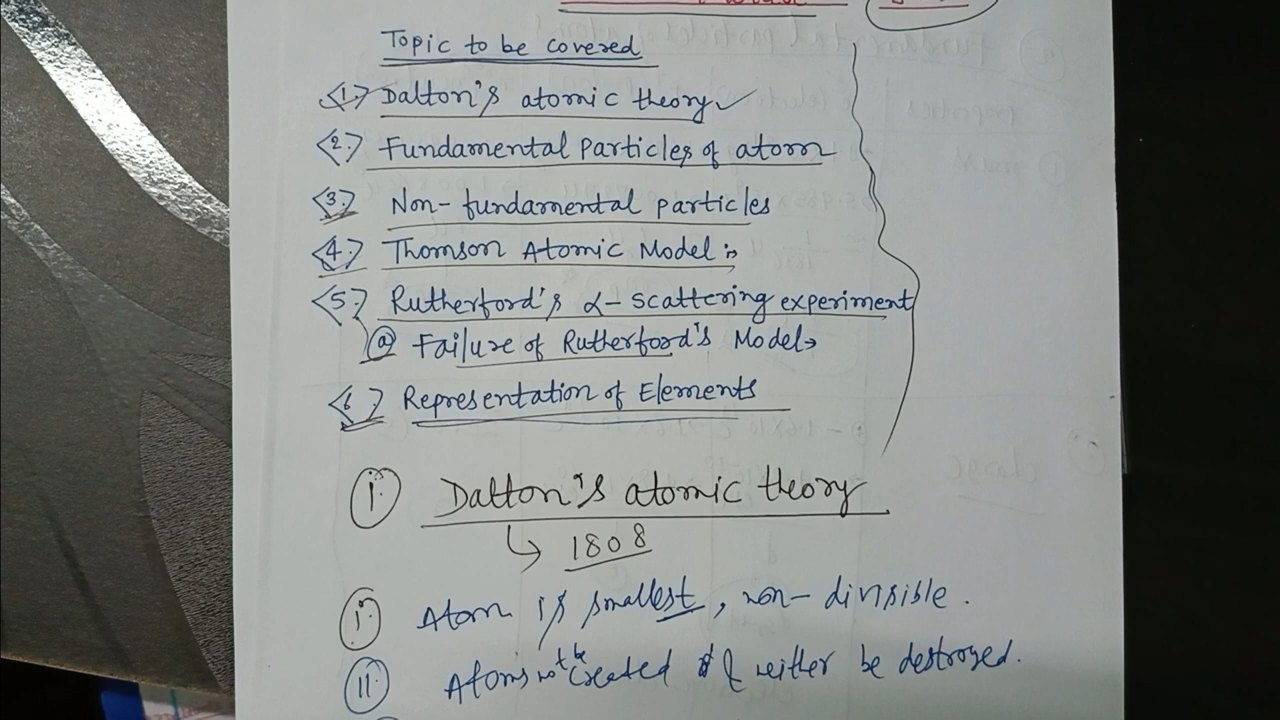 Topic to be covered
<1.> Dalton's atomic theory ✓
<2.> Fundamental Particles of atom
<3.> Non-fundamental particles
<4.> Thomson Atomic Model :-
<5.> Rutherford's α-scattering experiment
(a) Failure of Rutherford's Model
<6.> Representation of Elements
(1.) Dalton's atomic theory
↳ 1808
(i) Atom is smallest, non-divisible.
(ii) Atoms not be created & neither be destroyed.